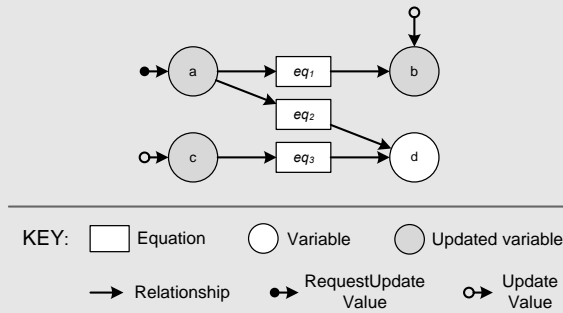 a
eq1
b
eq2
c
eq3
d
KEY:
Equation
Variable
Updated variable
Relationship
RequestUpdate
Value
Update
Value